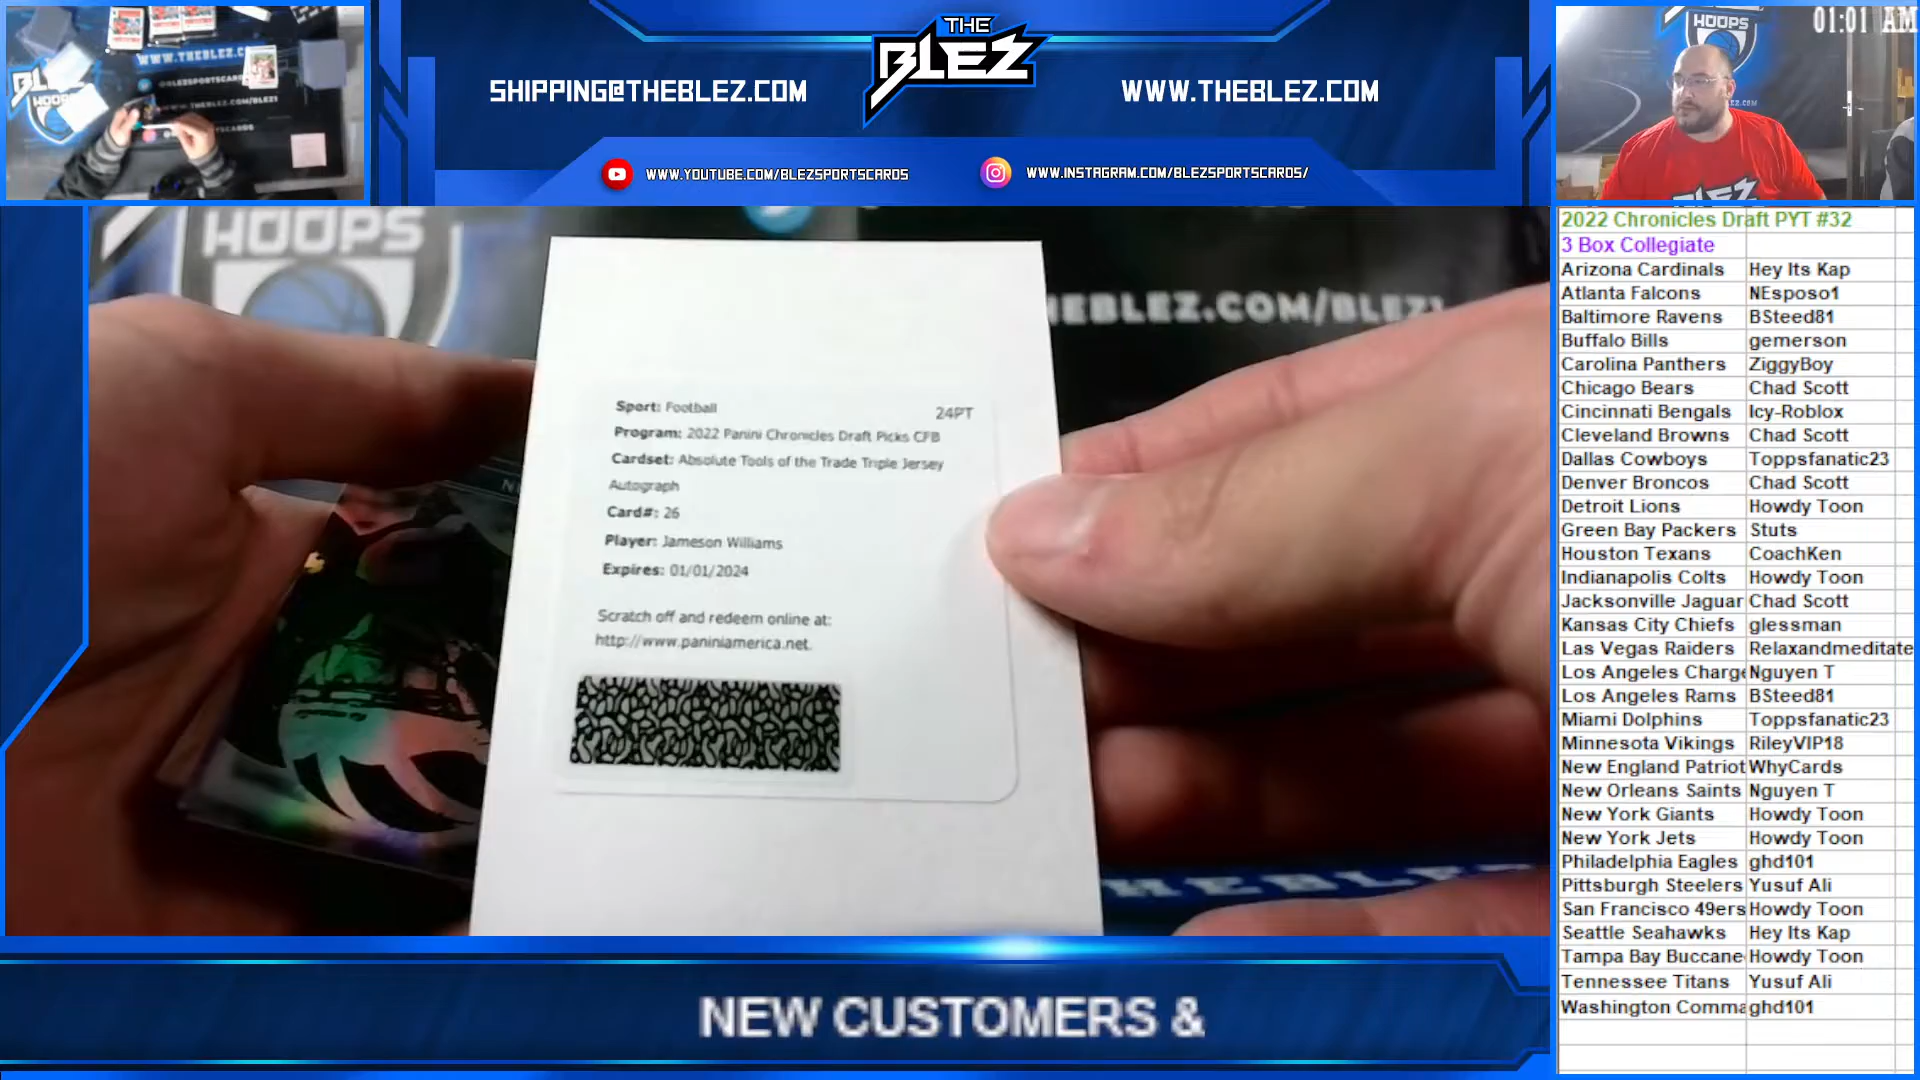 WWW.THEBLEZ.C
HOOPS
THE
BLEZ
SHIPPING@THEBLEZ.COM
WWW.THEBLEZ.COM
WWW.YOUTUBE.COM/BLEZSPORTSCARDS
WWW.INSTAGRAM.COM/BLEZSPORTSCARDS/
HOOPS
01:01 AM
BLEZ
HOOPS
HEBLEZ.COM/BLEZ1
Sport: Football
24PT
Program: 2022 Panini Chronicles Draft Picks CFB
Cardset: Absolute Tools of the Trade Triple Jersey
Autograph
Card#: 26
Player: Jameson Williams
Expires: 01/01/2024
Scratch off and redeem online at:
http://www.paniniamerica.net.
HEBLEZ
NEW CUSTOMERS &
2022 Chronicles Draft PYT #32
3 Box Collegiate
Arizona Cardinals Hey Its Kap
Atlanta Falcons NEsposo1
Baltimore Ravens BSteed81
Buffalo Bills gemerson
Carolina Panthers ZiggyBoy
Chicago Bears Chad Scott
Cincinnati Bengals Icy-Roblox
Cleveland Browns Chad Scott
Dallas Cowboys Toppsfanatic23
Denver Broncos Chad Scott
Detroit Lions Howdy Toon
Green Bay Packers Stuts
Houston Texans CoachKen
Indianapolis Colts Howdy Toon
Jacksonville Jaguar Chad Scott
Kansas City Chiefs glessman
Las Vegas Raiders Relaxandmeditate
Los Angeles Charge Nguyen T
Los Angeles Rams BSteed81
Miami Dolphins Toppsfanatic23
Minnesota Vikings RileyVIP18
New England Patriot WhyCards
New Orleans Saints Nguyen T
New York Giants Howdy Toon
New York Jets Howdy Toon
Philadelphia Eagles ghd101
Pittsburgh Steelers Yusuf Ali
San Francisco 49ers Howdy Toon
Seattle Seahawks Hey Its Kap
Tampa Bay Buccane Howdy Toon
Tennessee Titans Yusuf Ali
Washington Comma ghd101